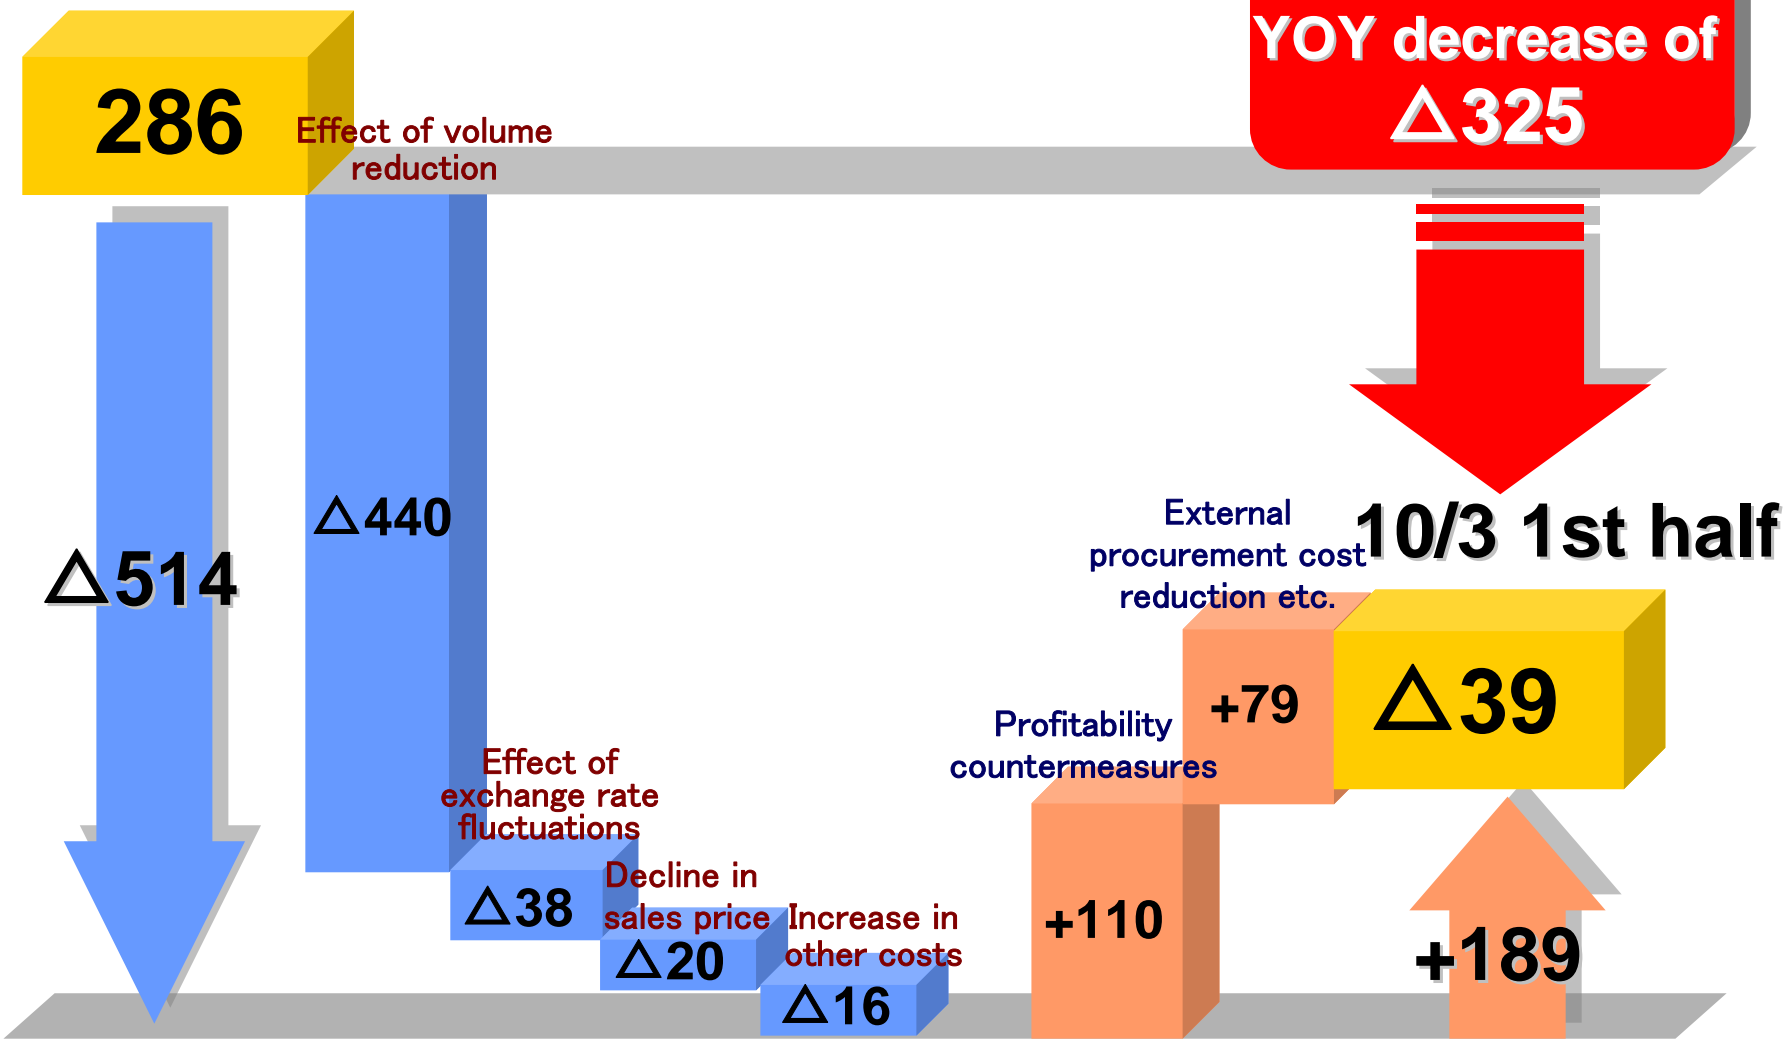 YOY decrease of
△325
286
Effect of volume
reduction
△440
△514
External
procurement cost
reduction etc.
10/3 1st half
+79
△39
Profitability
countermeasures
Effect of
exchange rate
fluctuations
△38
Decline in
sales price
△20
Increase in
other costs
△16
+110
+189